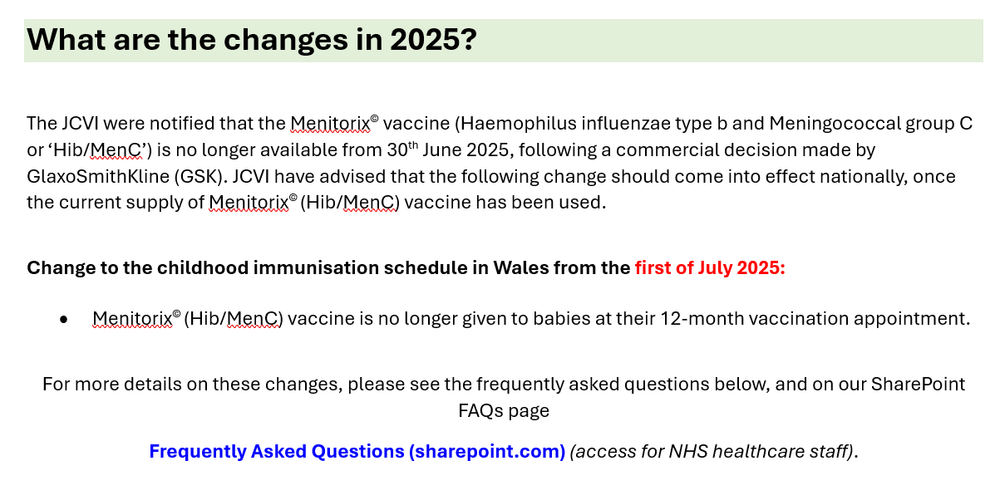 What are the changes in 2025?
The JCVI were notified that the Menitorix© vaccine (Haemophilus influenzae type b and Meningococcal group C
or ‘Hib/MenC’) is no longer available from 30th June 2025, following a commercial decision made by
GlaxoSmithKline (GSK). JCVI have advised that the following change should come into effect nationally, once
the current supply of Menitorix© (Hib/MenC) vaccine has been used.
Change to the childhood immunisation schedule in Wales from the first of July 2025:
• Menitorix© (Hib/MenC) vaccine is no longer given to babies at their 12-month vaccination appointment.
For more details on these changes, please see the frequently asked questions below, and on our SharePoint
FAQs page
Frequently Asked Questions (sharepoint.com) (access for NHS healthcare staff).